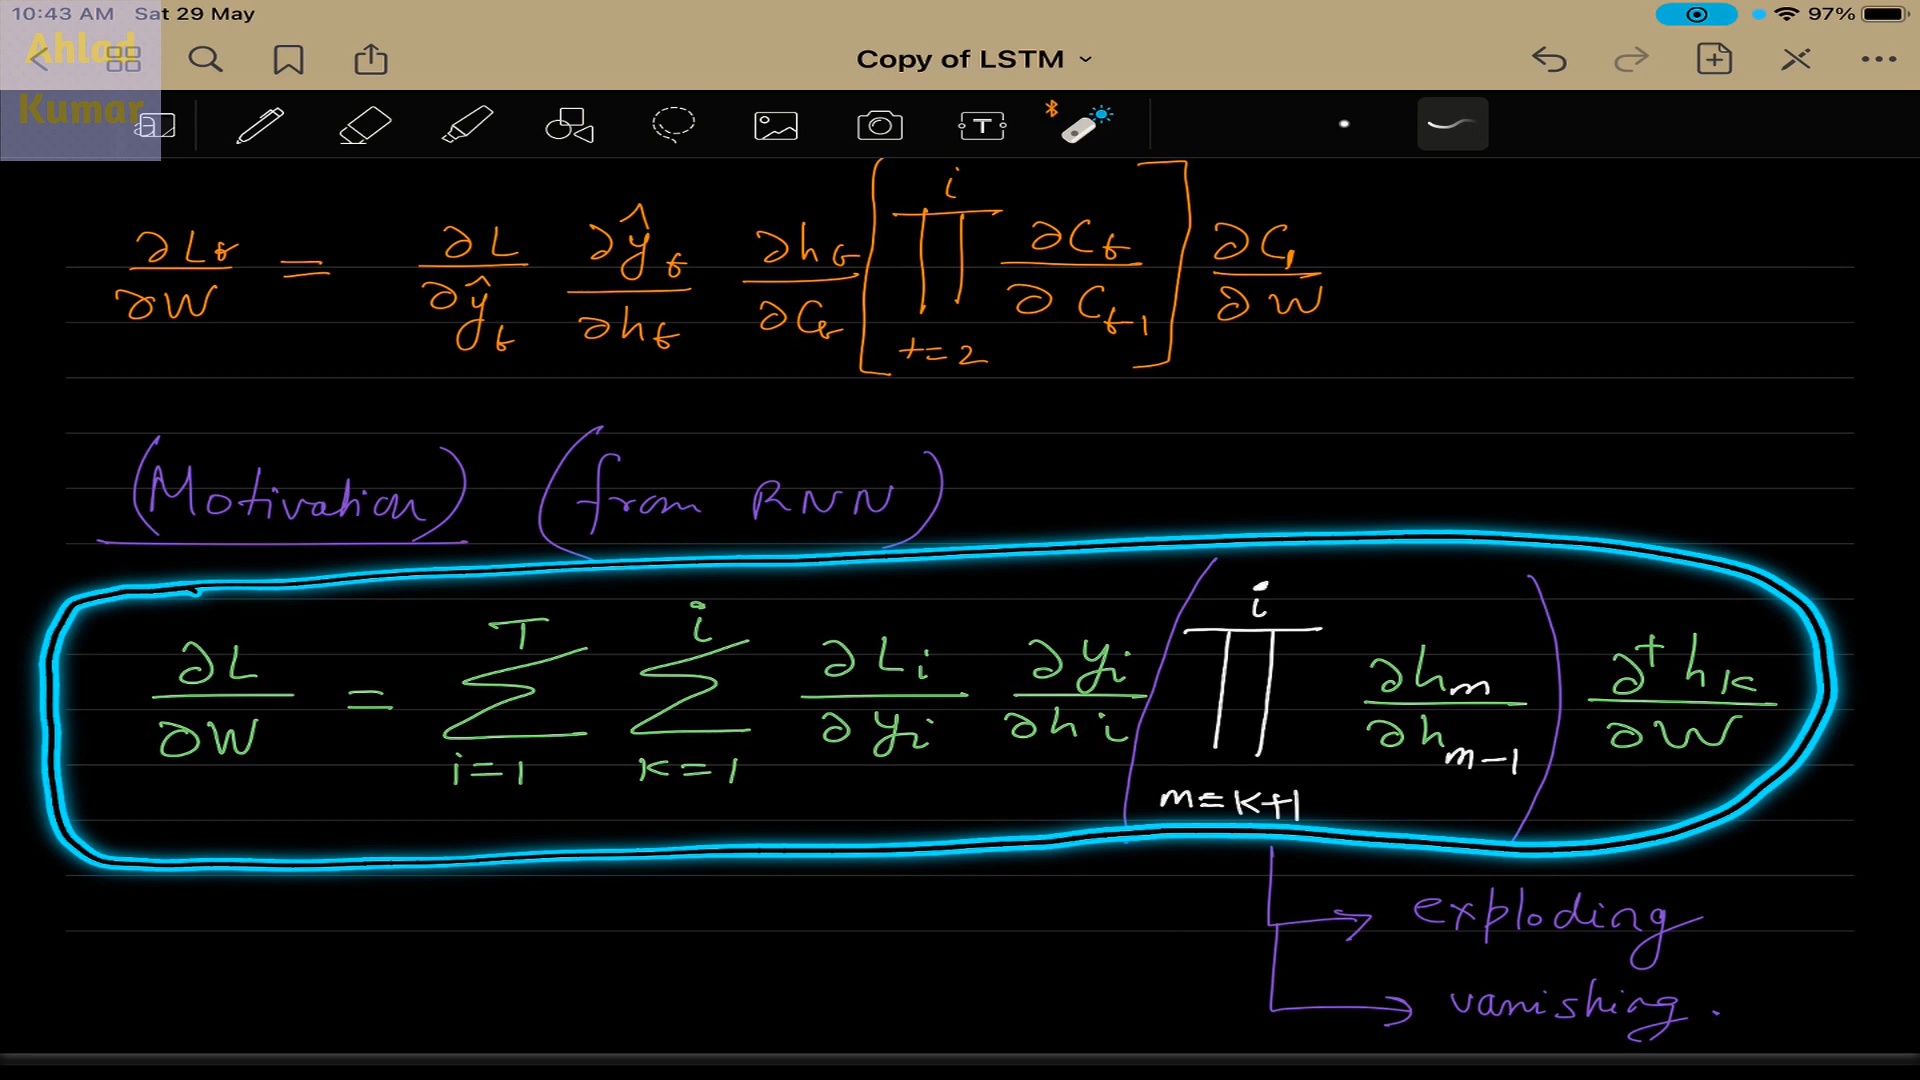 10:43 AM Sat 29 May 97%
Ahlad
Kumar
Copy of LSTM
∂L_t/∂W = ∂L/∂ŷ_t ∂ŷ_t/∂h_t ∂h_t/∂C_t [∏_{t=2}^{i} ∂C_t/∂C_{t-1}] ∂C_1/∂W
(Motivation) (from RNN)
∂L/∂W = Σ_{i=1}^{T} Σ_{k=1}^{i} ∂L_i/∂y_i ∂y_i/∂h_i (∏_{m=k+1}^{i} ∂h_m/∂h_{m-1}) ∂⁺h_k/∂W
exploding
vanishing.